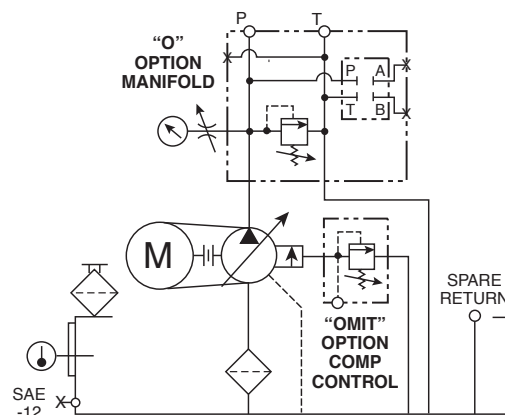 P T
“O”
OPTION
MANIFOLD
P A
T B
M
“OMIT”
OPTION
COMP
CONTROL
SPARE
RETURN
SAE
-12